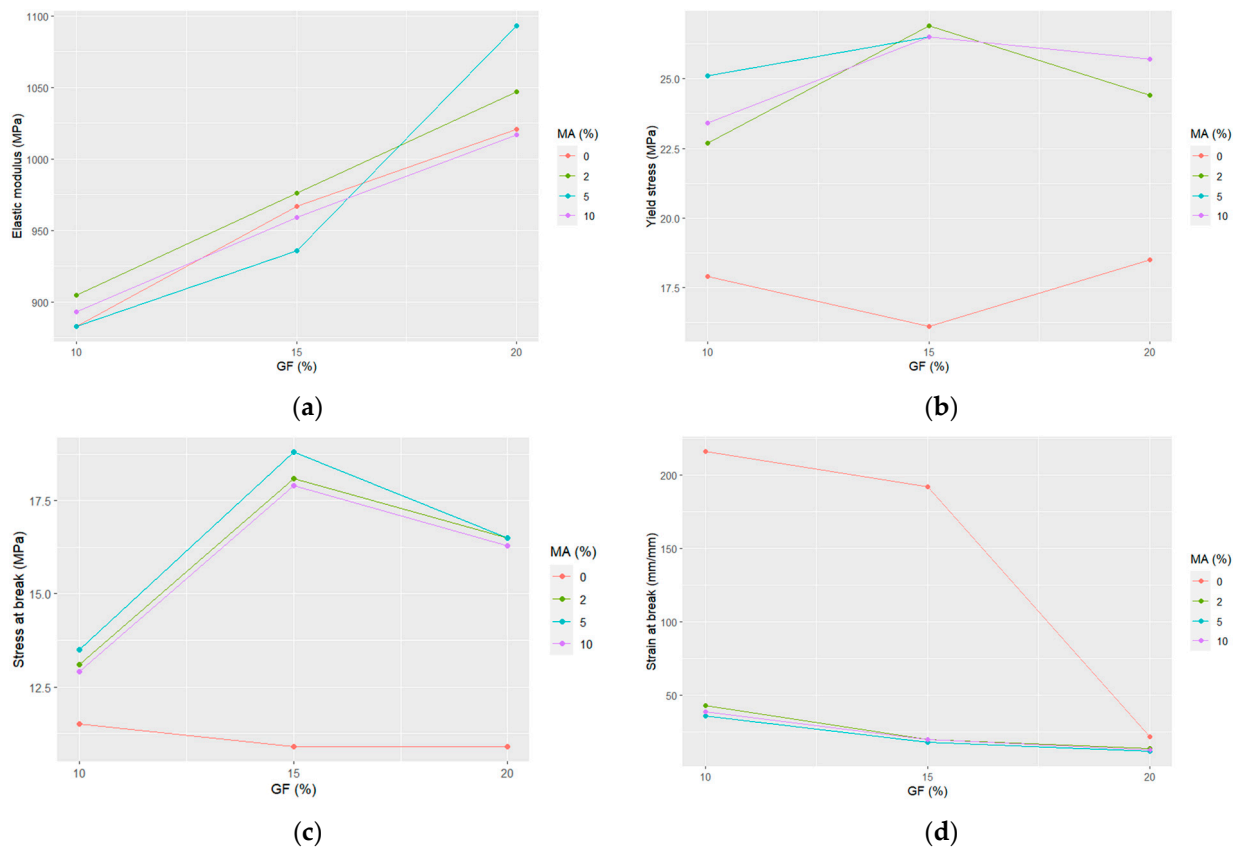 1100
1050
1000
950
900
Elastic modulus (MPa)
10
15
20
GF (%)
MA (%)
0
2
5
10
(a)
25.0
22.5
20.0
17.5
Yield stress (MPa)
10
15
20
GF (%)
MA (%)
0
2
5
10
(b)
17.5
15.0
12.5
Stress at break (MPa)
10
15
20
GF (%)
MA (%)
0
2
5
10
(c)
200
150
100
50
Strain at break (mm/mm)
10
15
20
GF (%)
MA (%)
0
2
5
10
(d)